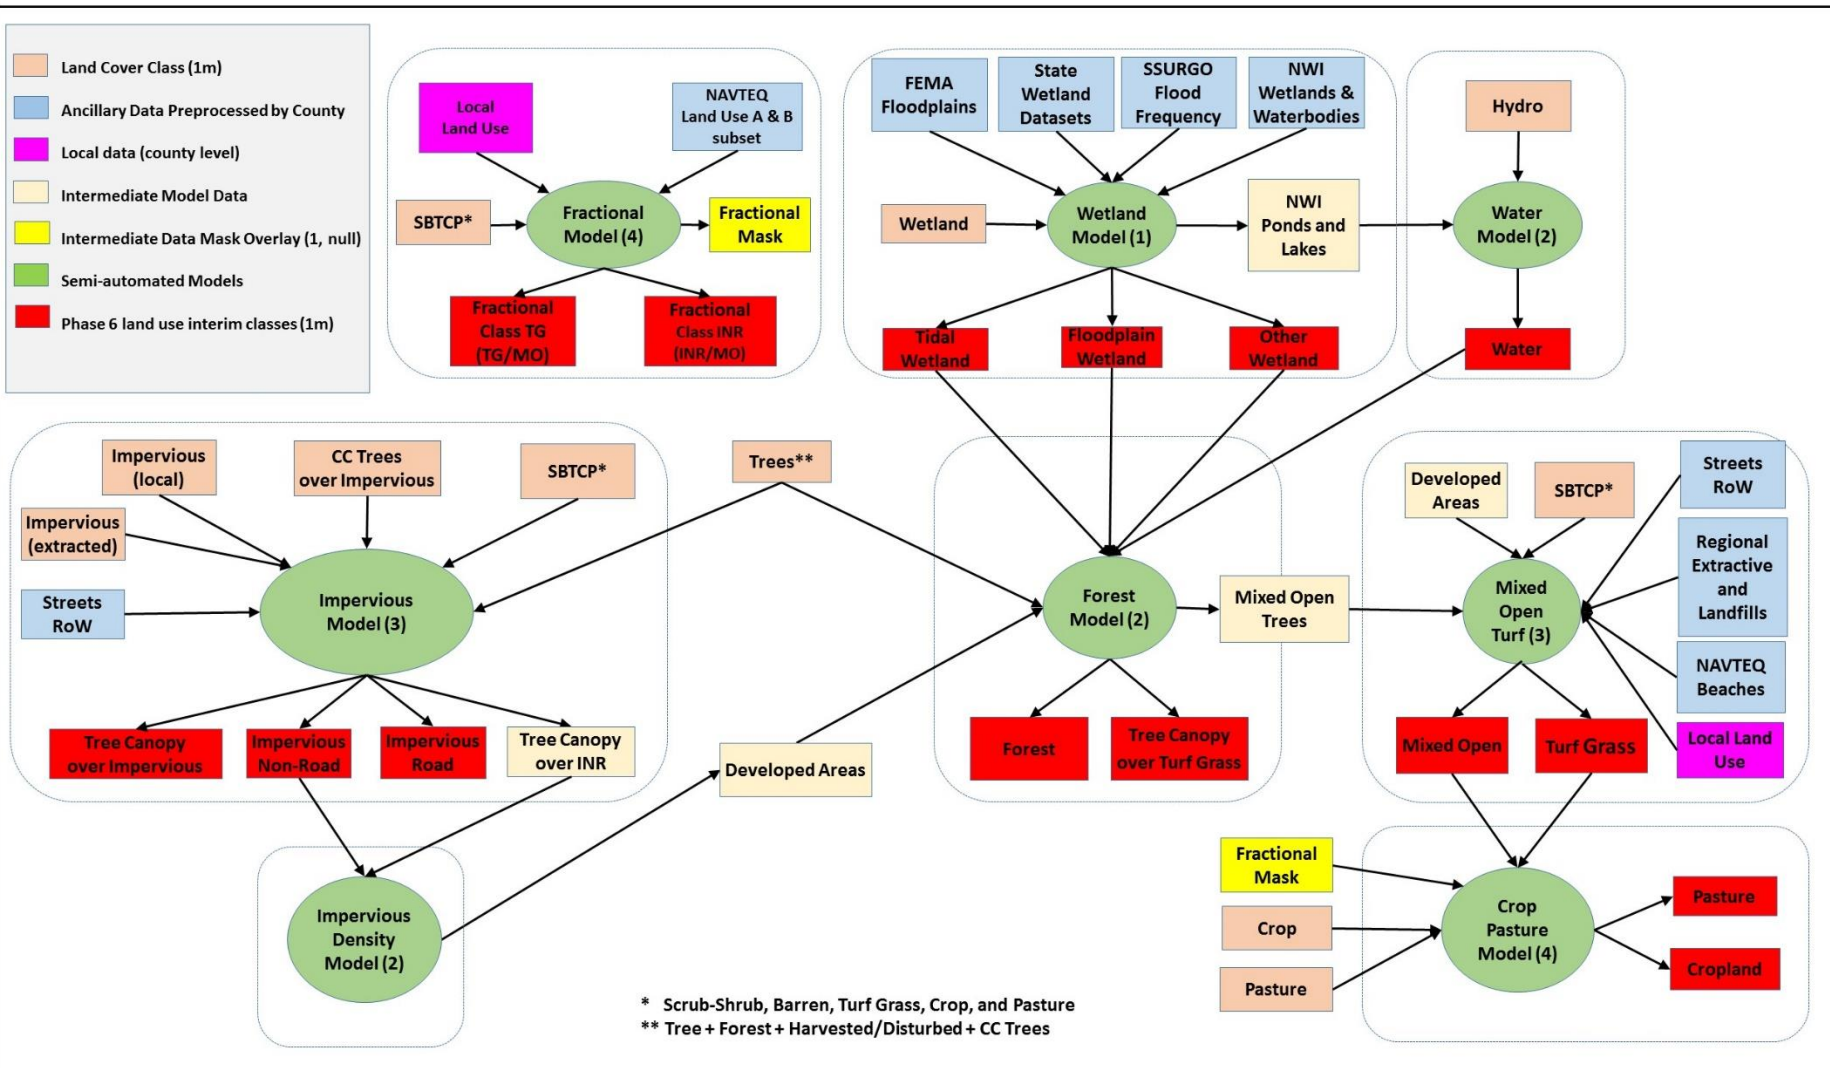 Land Cover Class (1m)
Ancillary Data Preprocessed by County
Local data (county level)
Intermediate Model Data
Intermediate Data Mask Overlay (1, null)
Semi-automated Models
Phase 6 land use interim classes (1m)
Local
Land Use
NAVTEQ
Land Use A & B
subset
SBTCP*
Fractional
Model (4)
Fractional
Mask
Fractional
Class TG
(TG/MO)
Fractional
Class INR
(INR/MO)
FEMA
Floodplains
State
Wetland
Datasets
SSURGO
Flood
Frequency
NWI
Wetlands &
Waterbodies
Wetland
Wetland
Model (1)
NWI
Ponds and
Lakes
Tidal
Wetland
Floodplain
Wetland
Other
Wetland
Hydro
Water
Model (2)
Water
Impervious
(local)
CC Trees
over Impervious
SBTCP*
Impervious
(extracted)
Streets
RoW
Impervious
Model (3)
Tree Canopy
over Impervious
Impervious
Non-Road
Impervious
Road
Tree Canopy
over INR
Impervious
Density
Model (2)
Trees**
Developed Areas
Forest
Model (2)
Mixed Open
Trees
Forest
Tree Canopy
over Turf Grass
Developed
Areas
SBTCP*
Streets
RoW
Regional
Extractive
and
Landfills
NAVTEQ
Beaches
Local Land
Use
Mixed
Open
Turf (3)
Mixed Open
Turf Grass
Fractional
Mask
Crop
Pasture
Crop
Pasture
Model (4)
Pasture
Cropland
* Scrub-Shrub, Barren, Turf Grass, Crop, and Pasture
** Tree + Forest + Harvested/Disturbed + CC Trees